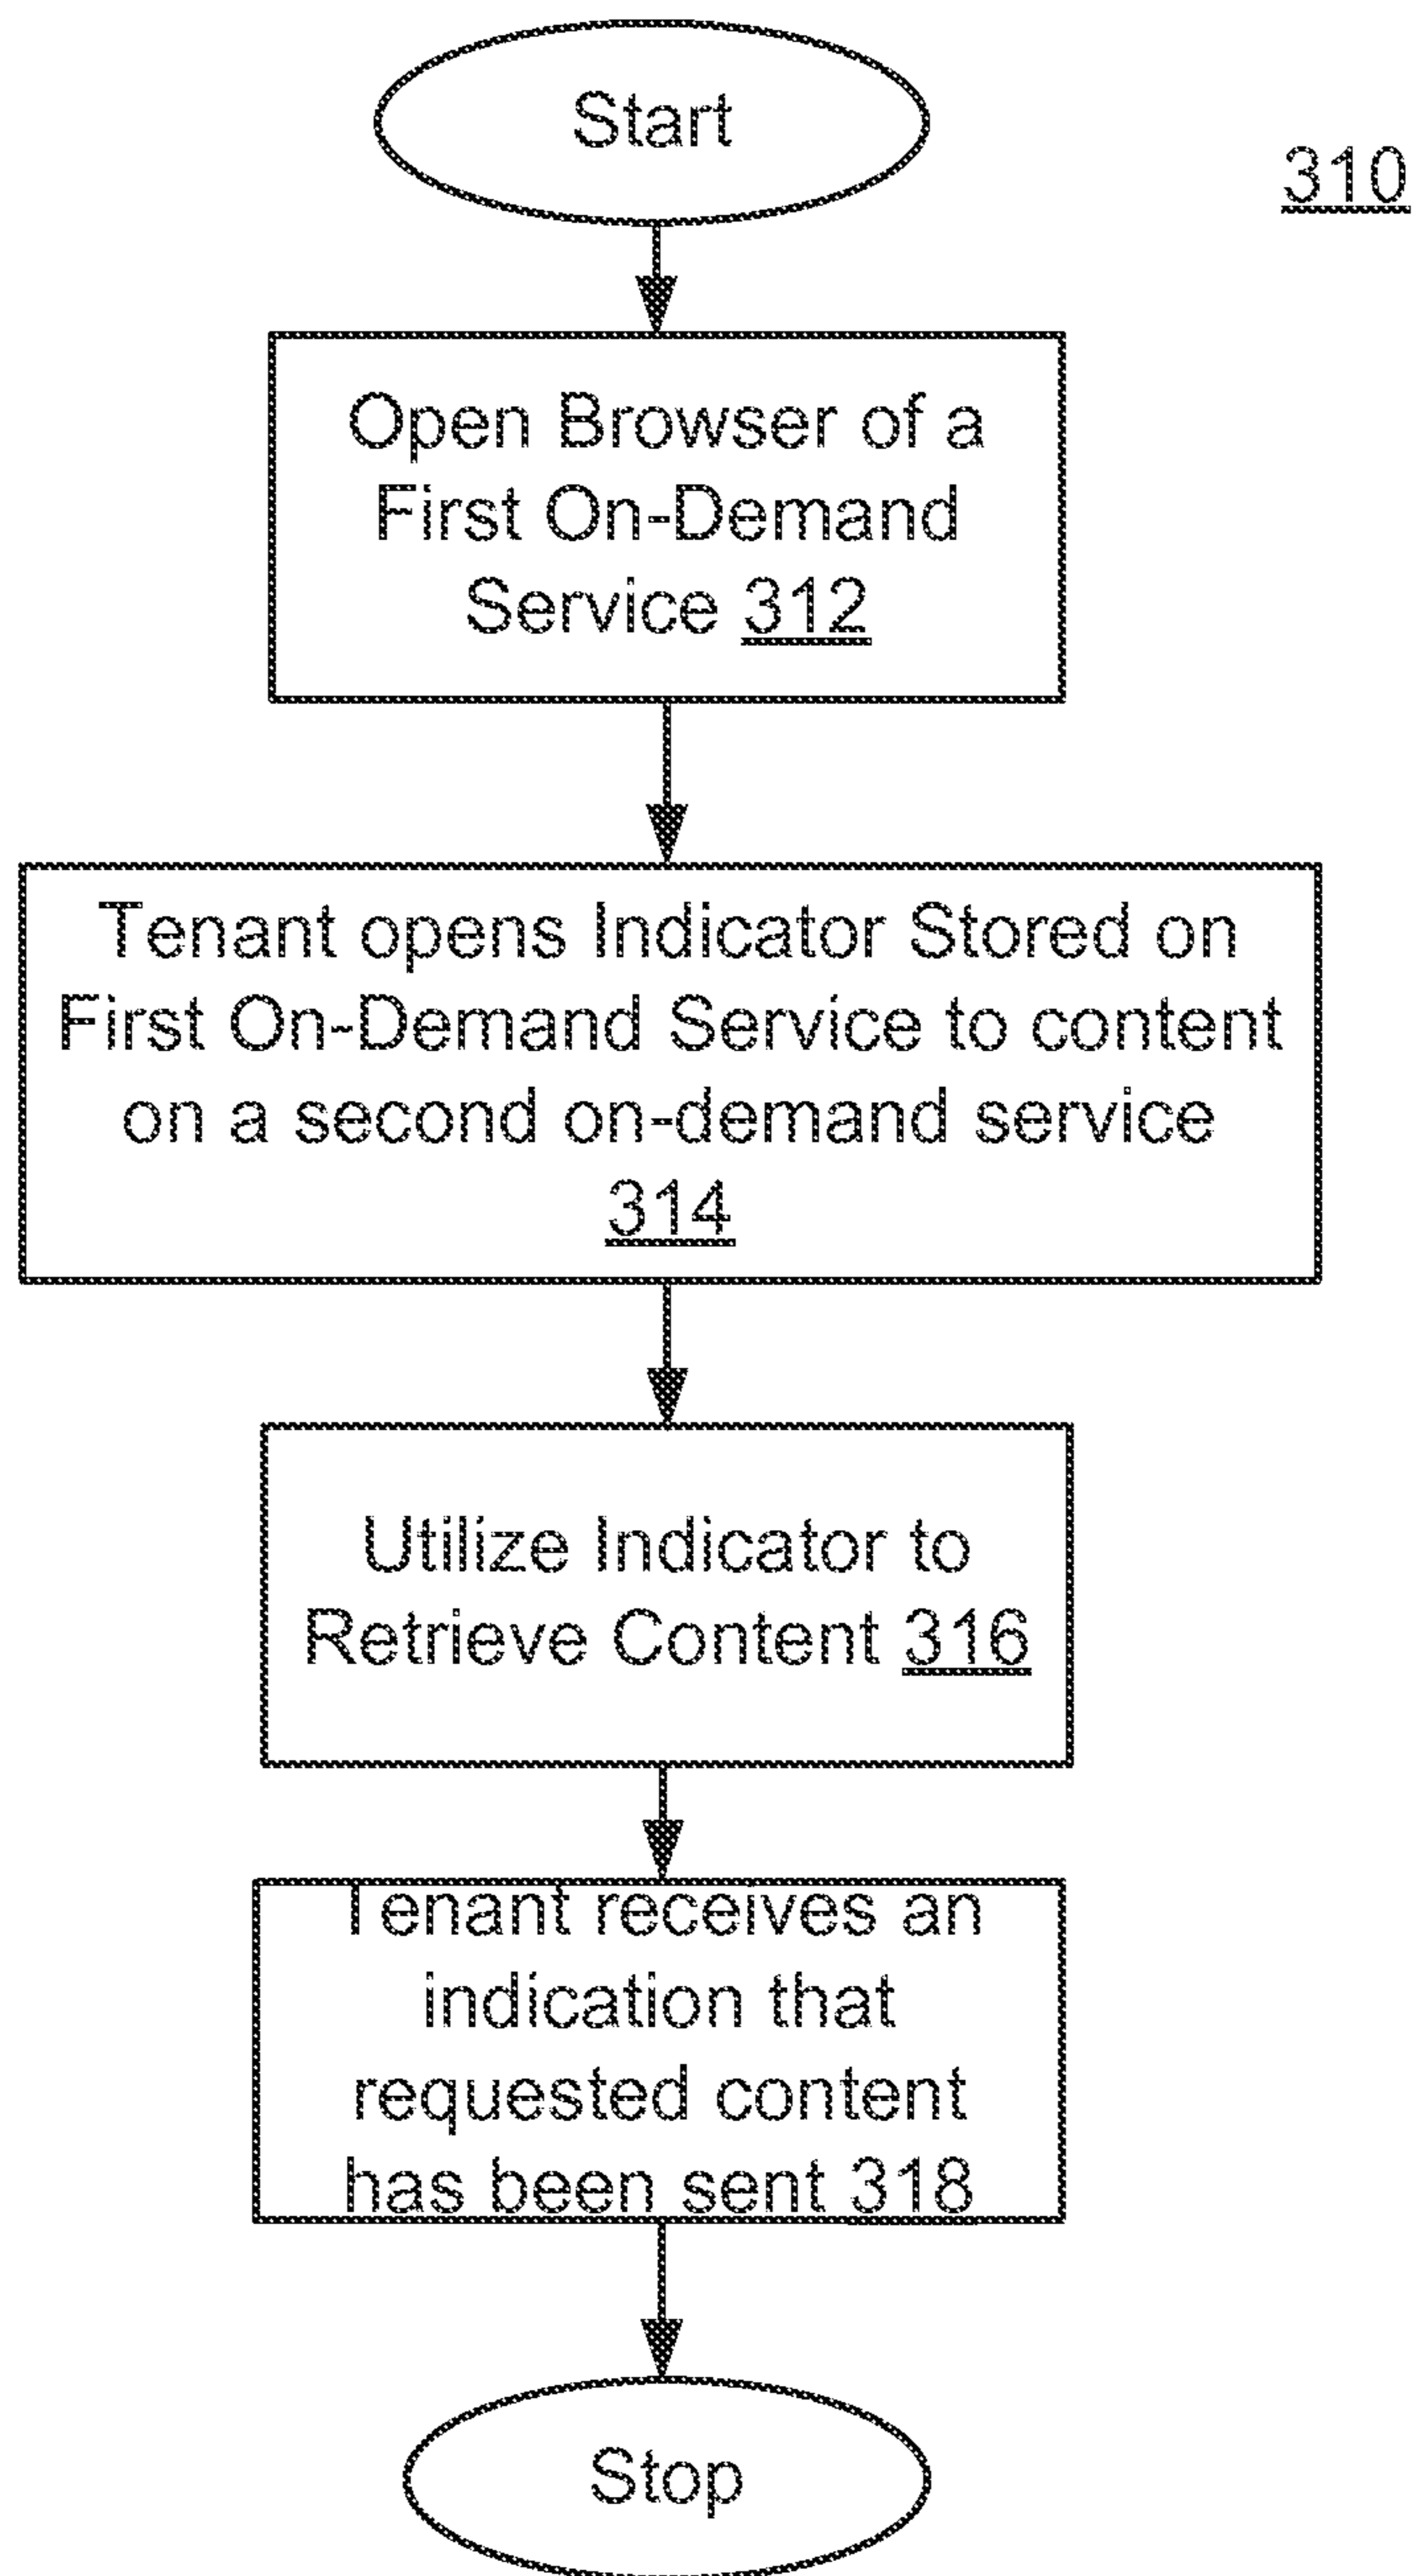 Start
310
Open Browser of a
First On-Demand
Service 312
Tenant opens Indicator Stored on
First On-Demand Service to content
on a second on-demand service
314
Utilize Indicator to
Retrieve Content 316
Tenant receives an
indication that
requested content
has been sent 318
Stop